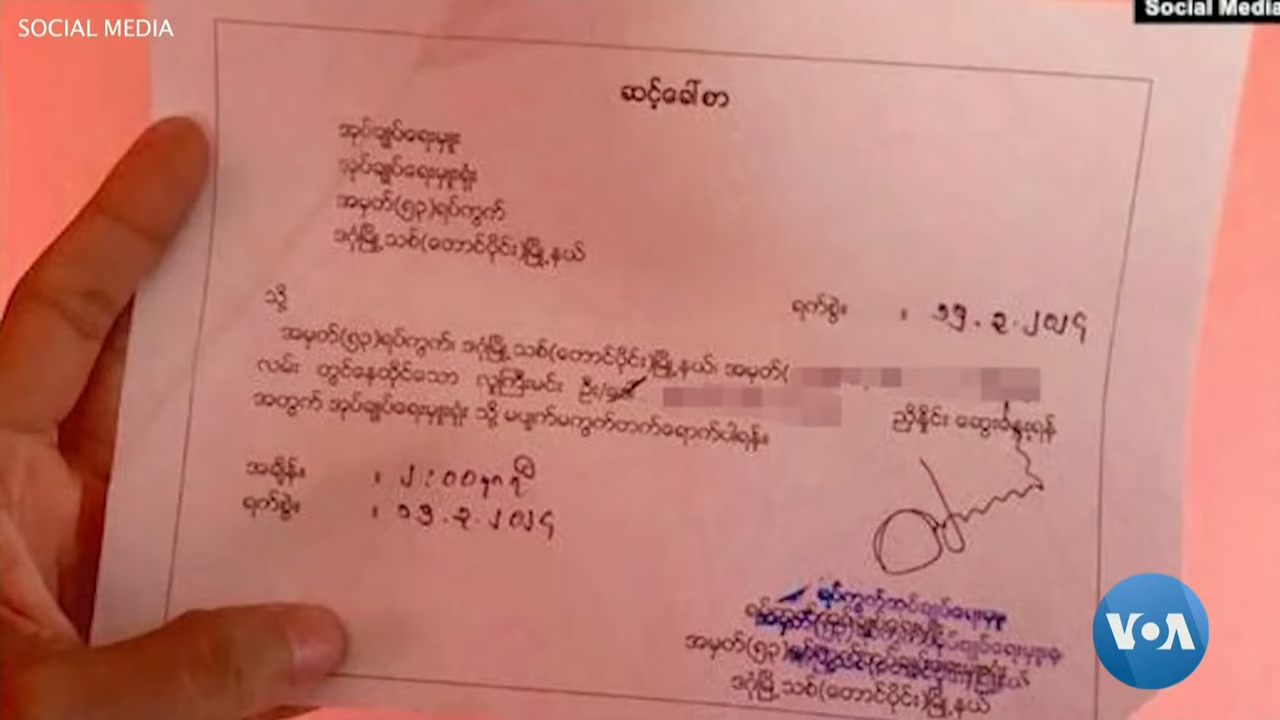 SOCIAL MEDIA
Social Media
ဆင့်ခေါ်စာ
အုပ်ချုပ်ရေးမှူး
အုပ်ချုပ်ရေးမှူးရုံး
အမှတ်(၅၃)ရပ်ကွက်
ဒဂုံမြို့သစ်(တောင်ပိုင်း)မြို့နယ်
ရက်စွဲ။ : ၁၅.၃.၂၀၂၄
သို့
အမှတ်(၅၃)ရပ်ကွက်၊ ဒဂုံမြို့သစ်(တောင်ပိုင်း)မြို့နယ်၊ အမှတ်(
လမ်း တွင်နေထိုင်သော လူကြီးမင်း ဦး/ဒေါ် ညှိနှိုင်း ဆွေးနွေးရန်
အတွက် အုပ်ချုပ်ရေးမှူးရုံး သို့ မပျက်မကွက်တက်ရောက်ပါရန်။
အချိန်။ : ၂:၀၀နာရီ
ရက်စွဲ။ : ၁၅.၃.၂၀၂၄
ရပ်ကွက်အုပ်ချုပ်ရေးမှူး
အမှတ်(၅၃)
ဒဂုံမြို့သစ်(တောင်ပိုင်း)မြို့နယ်
VOA